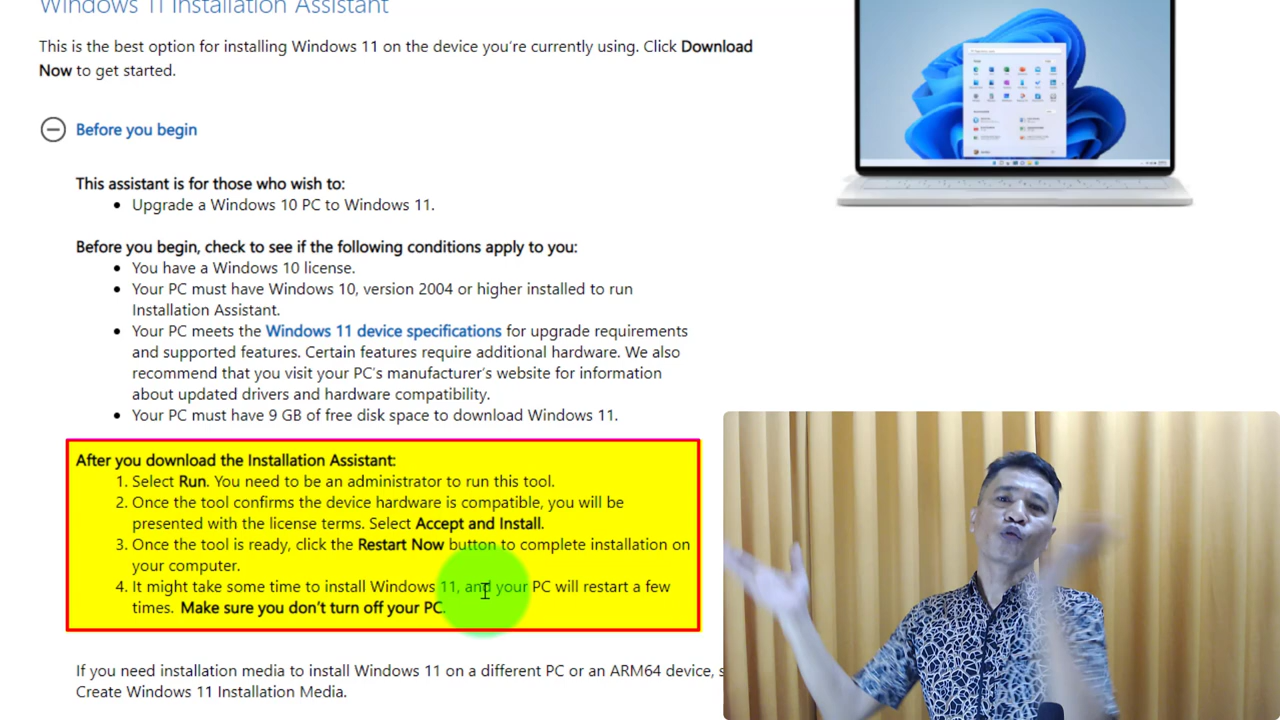 Windows 11 Installation Assistant
This is the best option for installing Windows 11 on the device you're currently using. Click Download
Now to get started.
Before you begin
This assistant is for those who wish to:
• Upgrade a Windows 10 PC to Windows 11.
Before you begin, check to see if the following conditions apply to you:
• You have a Windows 10 license.
• Your PC must have Windows 10, version 2004 or higher installed to run
Installation Assistant.
• Your PC meets the Windows 11 device specifications for upgrade requirements
and supported features. Certain features require additional hardware. We also
recommend that you visit your PC's manufacturer's website for information
about updated drivers and hardware compatibility.
• Your PC must have 9 GB of free disk space to download Windows 11.
After you download the Installation Assistant:
1. Select Run. You need to be an administrator to run this tool.
2. Once the tool confirms the device hardware is compatible, you will be
presented with the license terms. Select Accept and Install.
3. Once the tool is ready, click the Restart Now button to complete installation on
your computer.
4. It might take some time to install Windows 11, and your PC will restart a few
times. Make sure you don't turn off your PC.
If you need installation media to install Windows 11 on a different PC or an ARM64 device, s
Create Windows 11 Installation Media.